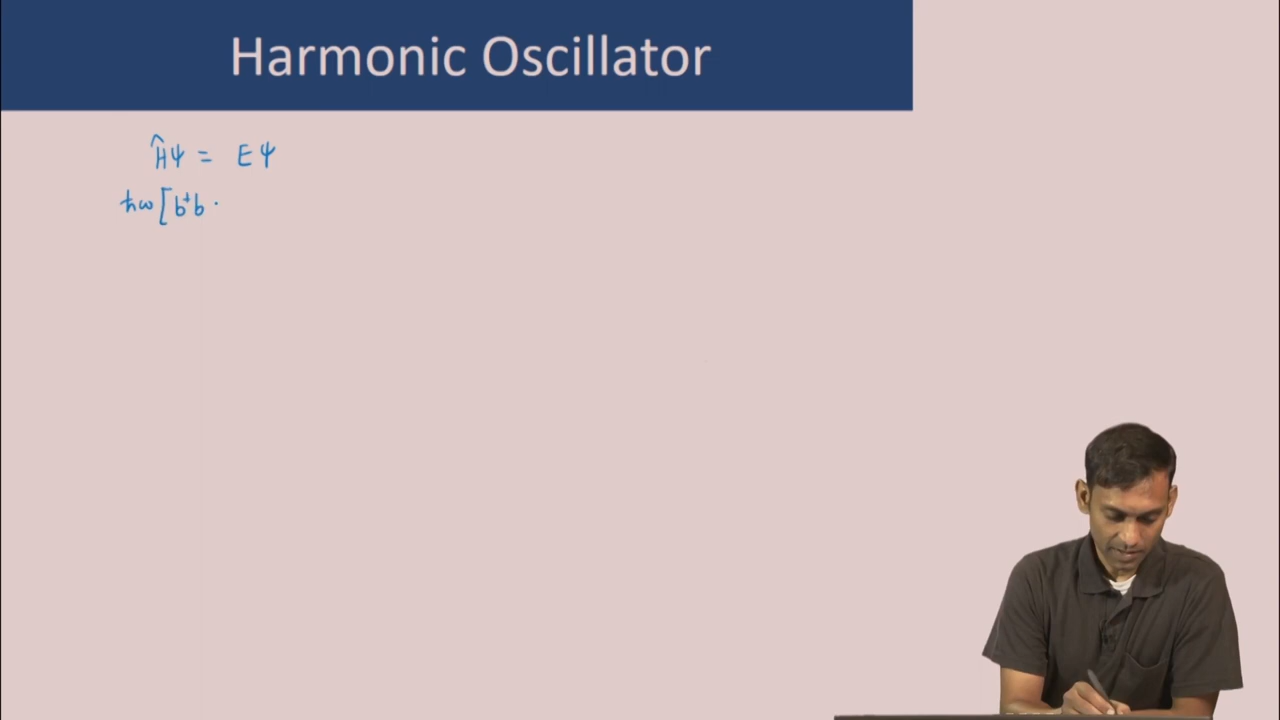 Harmonic Oscillator
Ĥψ = Eψ
ħω[b⁺b ·